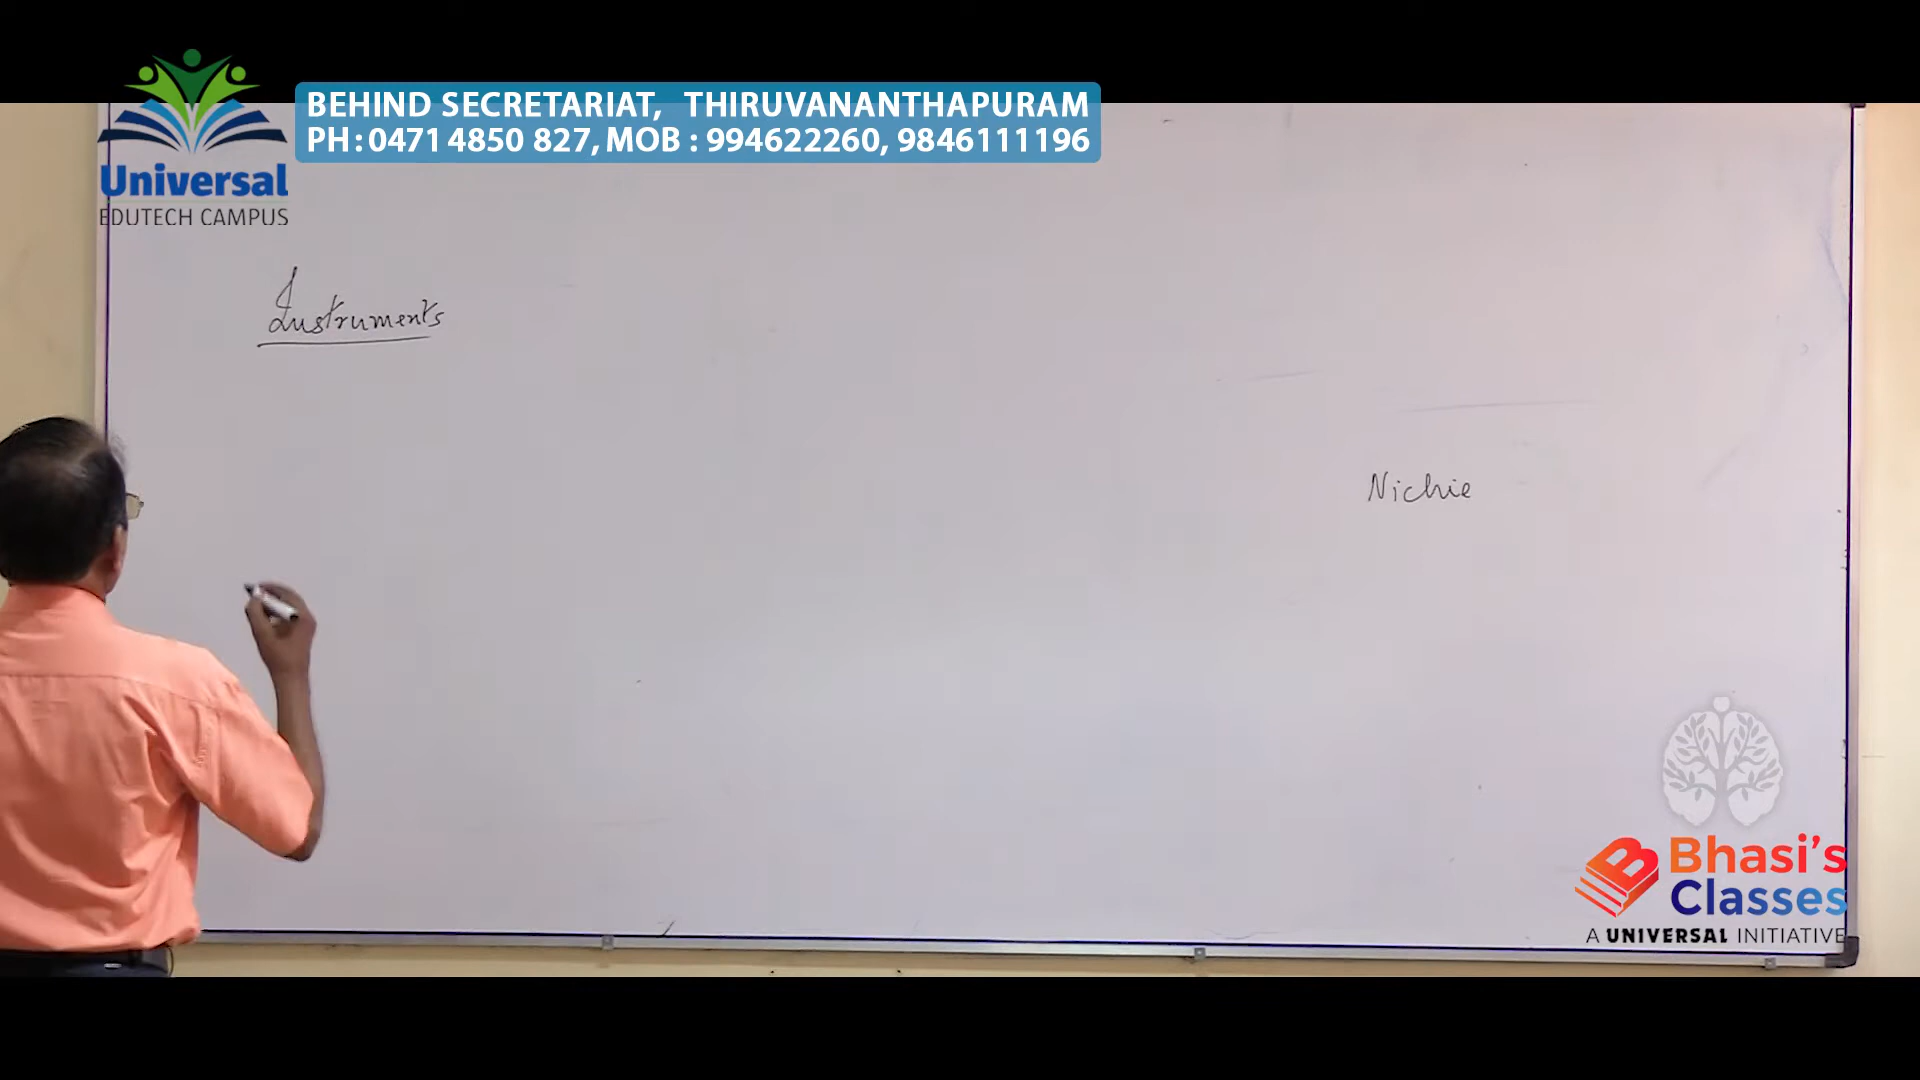 BEHIND SECRETARIAT, THIRUVANANTHAPURAM
PH : 0471 4850 827, MOB : 994622260, 9846111196
Universal
EDUTECH CAMPUS
Instruments
Nichie
Bhasi's
Classes
A UNIVERSAL INITIATIVE